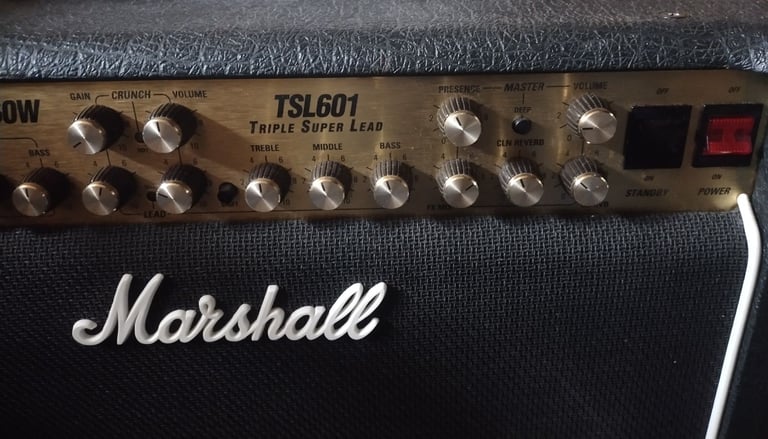 GAIN CRUNCH VOLUME
TSL601
TRIPLE SUPER LEAD
PRESENCE MASTER VOLUME
DEEP
CLN REVERB
BASS
TREBLE MIDDLE BASS
LEAD
OFF OFF
ON ON
STANDBY POWER
Marshall